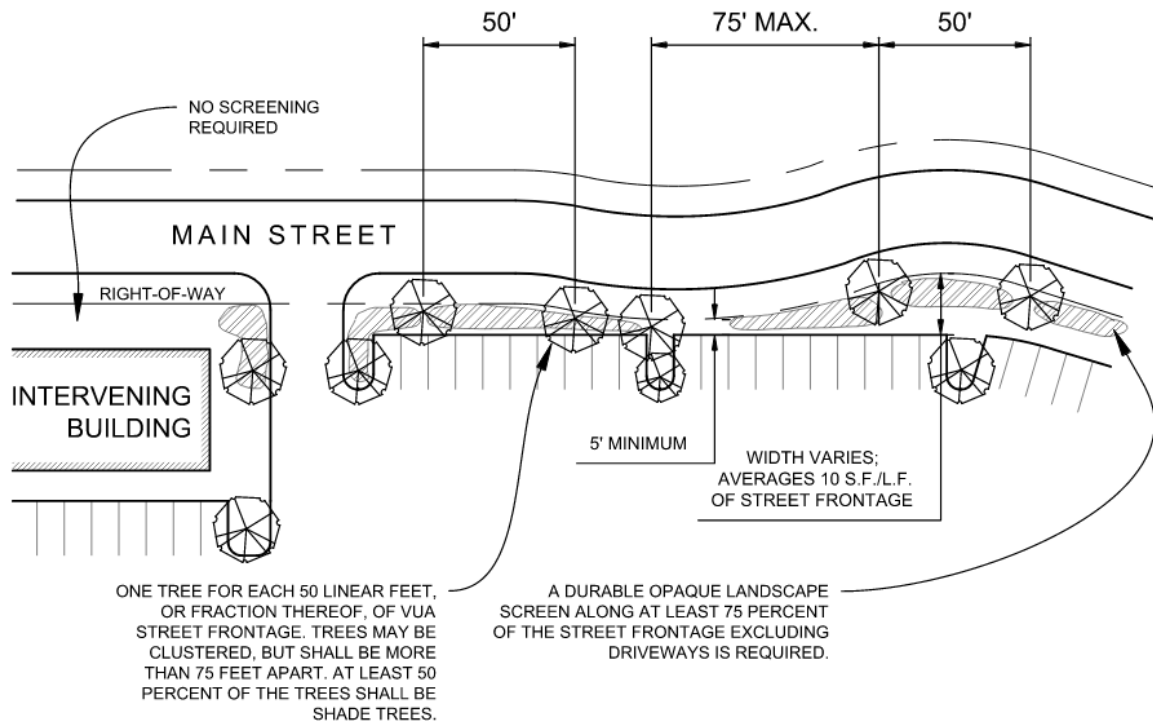 50'
75' MAX.
50'
NO SCREENING
REQUIRED
MAIN STREET
RIGHT-OF-WAY
INTERVENING
BUILDING
5' MINIMUM
WIDTH VARIES;
AVERAGES 10 S.F./L.F.
OF STREET FRONTAGE
ONE TREE FOR EACH 50 LINEAR FEET,
OR FRACTION THEREOF, OF VUA
STREET FRONTAGE. TREES MAY BE
CLUSTERED, BUT SHALL BE MORE
THAN 75 FEET APART. AT LEAST 50
PERCENT OF THE TREES SHALL BE
SHADE TREES.
A DURABLE OPAQUE LANDSCAPE
SCREEN ALONG AT LEAST 75 PERCENT
OF THE STREET FRONTAGE EXCLUDING
DRIVEWAYS IS REQUIRED.